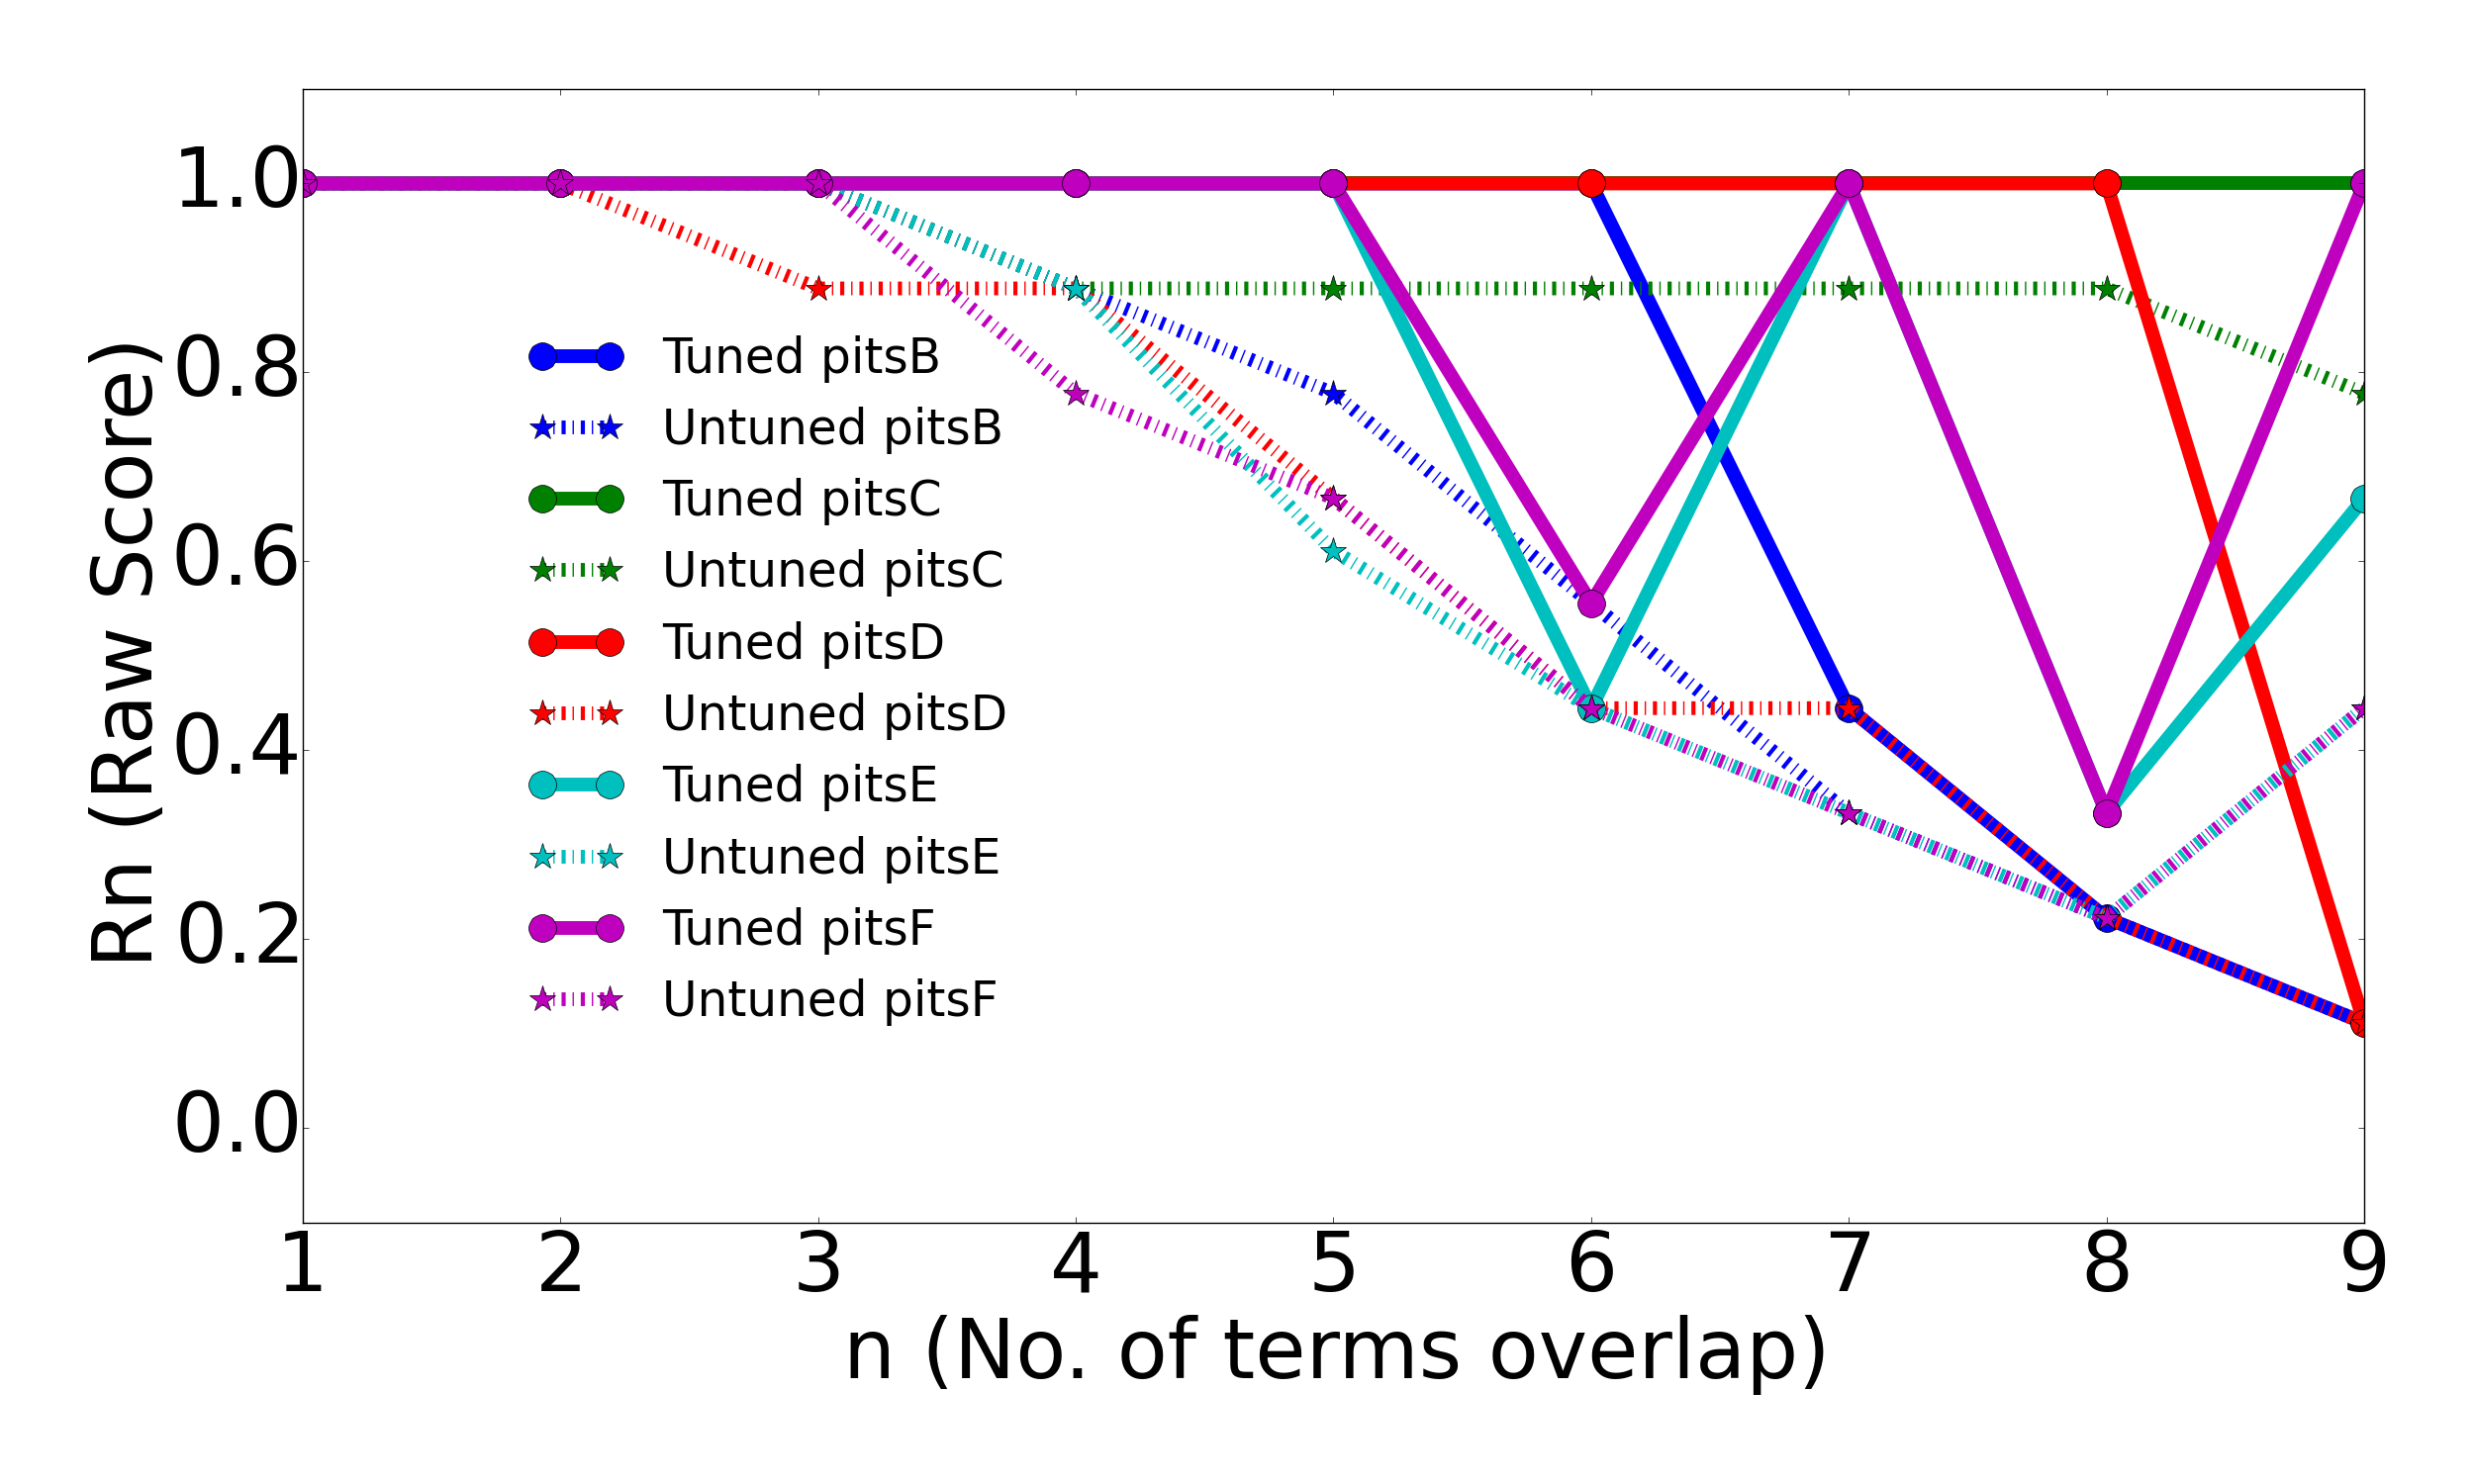 Rn (Raw Score)
1.0
0.8
0.6
0.4
0.2
0.0
Tuned pitsB
Untuned pitsB
Tuned pitsC
Untuned pitsC
Tuned pitsD
Untuned pitsD
Tuned pitsE
Untuned pitsE
Tuned pitsF
Untuned pitsF
1 2 3 4 5 6 7 8 9
n (No. of terms overlap)